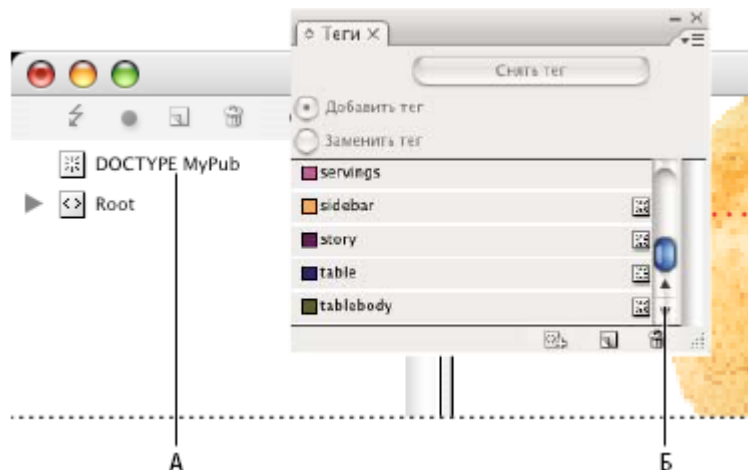 Теги
Снять тег
Добавить тег
Заменить тег
DOCTYPE MyPub
Root
servings
sidebar
story
table
tablebody
А
Б